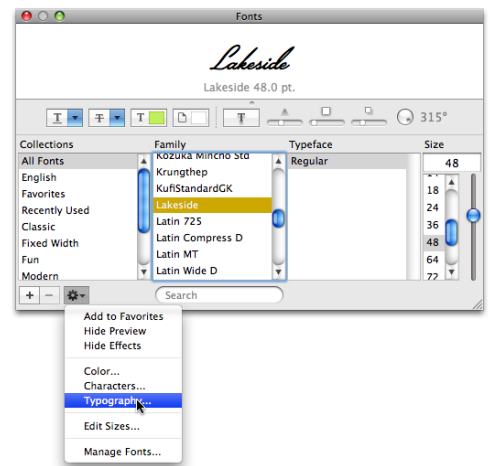 Fonts
Lakeside
Lakeside 48.0 pt.
T T T T 315°
Collections Family Typeface Size
All Fonts
English
Favorites
Recently Used
Classic
Fixed Width
Fun
Modern
Kozuka Mincho Std
Krungthep
KufiStandardGK
Lakeside
Latin 725
Latin Compress D
Latin MT
Latin Wide D
Regular
48
18
24
36
48
64
72
Search
Add to Favorites
Hide Preview
Hide Effects
Color...
Characters...
Typography...
Edit Sizes...
Manage Fonts...